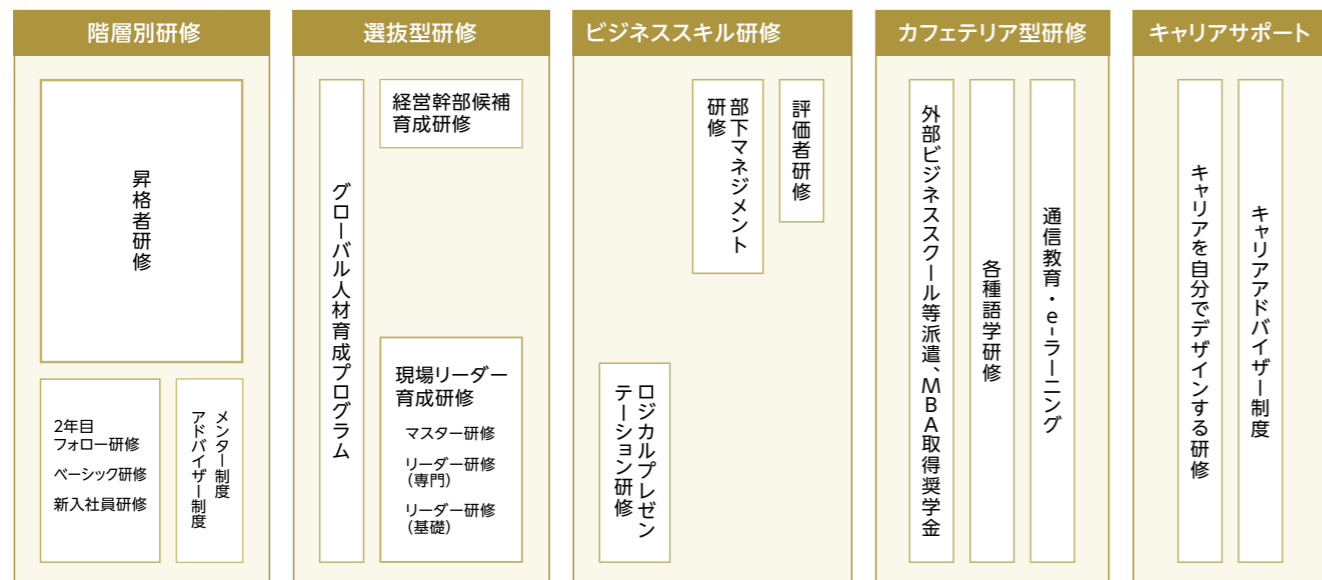 階層別研修
昇格者研修
2年目
フォロー研修
ベーシック研修
新入社員研修
メンター制度
アドバイザー制度
選抜型研修
グローバル人材育成プログラム
経営幹部候補
育成研修
現場リーダー
育成研修
マスター研修
リーダー研修
（専門）
リーダー研修
（基礎）
ビジネススキル研修
ロジカルプレゼン
テーション研修
部下マネジメント
研修
評価者研修
カフェテリア型研修
外部ビジネススクール等派遣、MBA取得奨学金
各種語学研修
通信教育・e-ラーニング
キャリアサポート
キャリアを自分でデザインする研修
キャリアアドバイザー制度